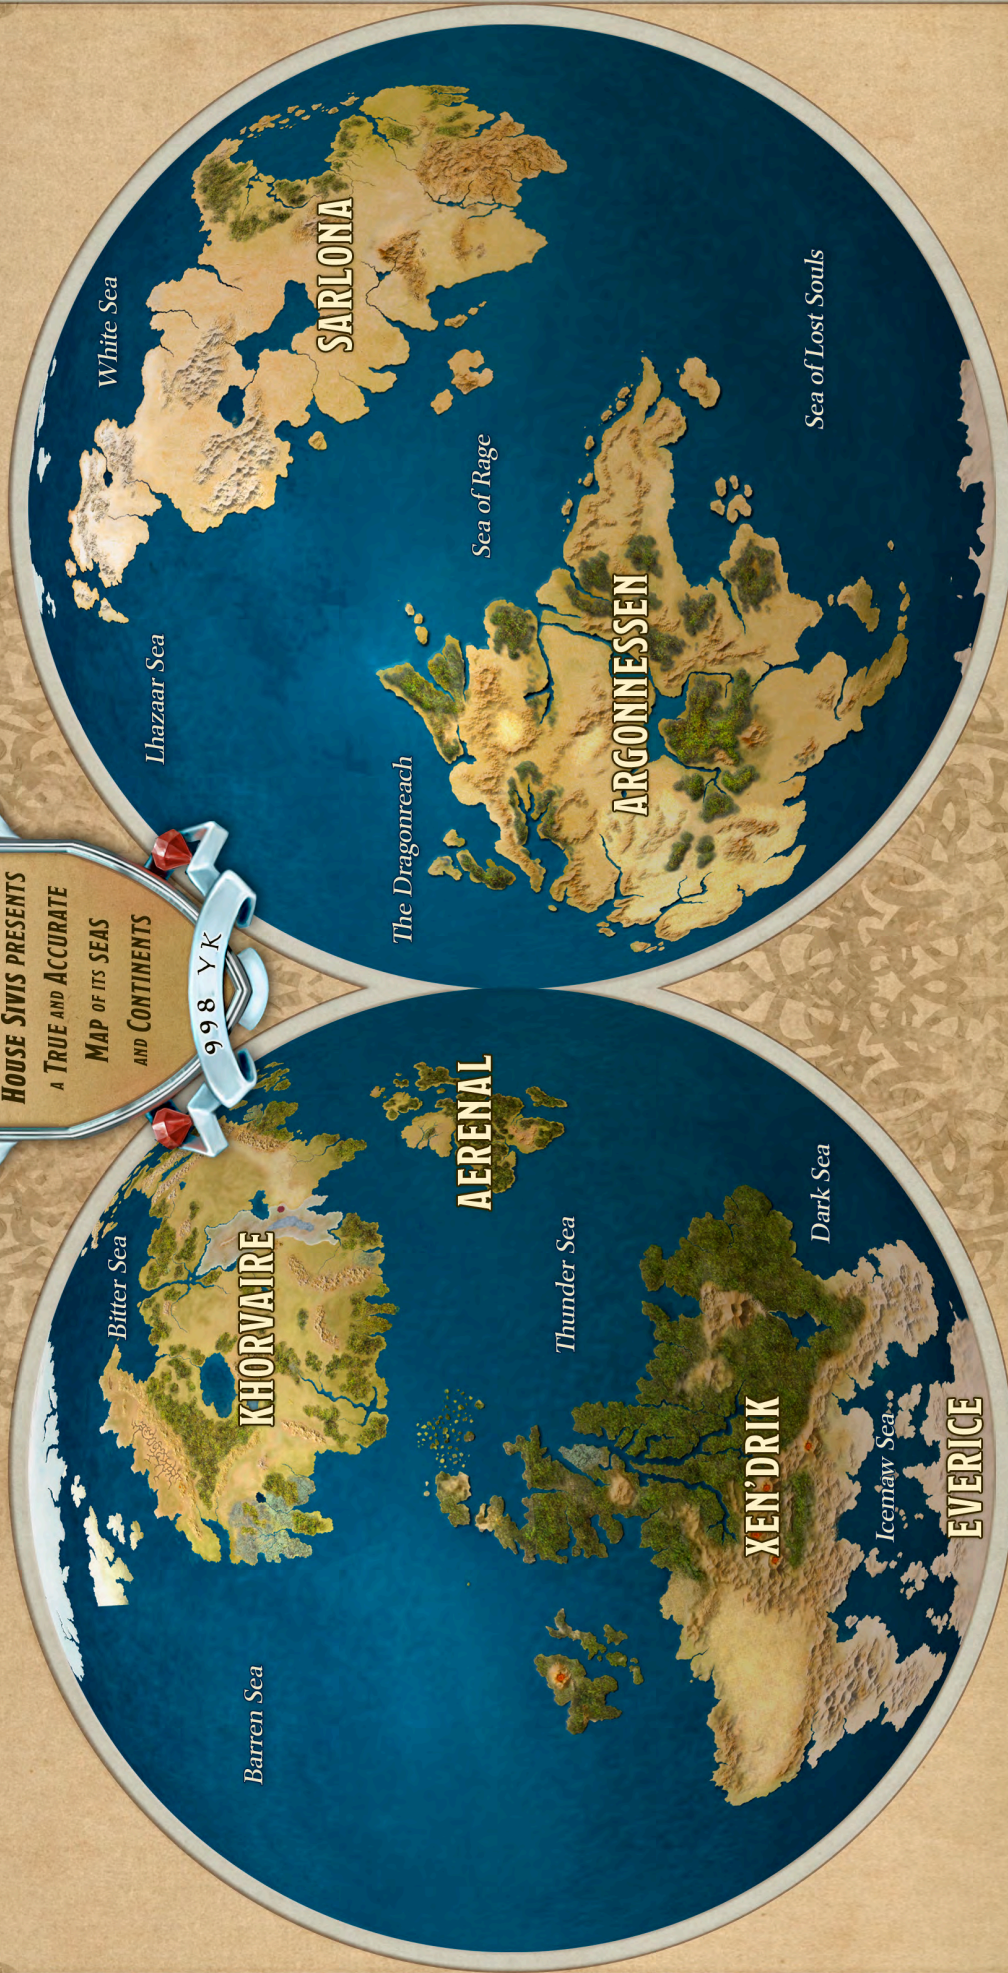 HOUSE SIVIS PRESENTS
A TRUE AND ACCURATE
MAP OF ITS SEAS
AND CONTINENTS
998 YK
Bitter Sea
KHORVAIRE
Barren Sea
AERENAL
Thunder Sea
Dark Sea
XEN'DRIK
Icemaw Sea
EVERICE
White Sea
SARLONA
Lhazaar Sea
Sea of Rage
The Dragonreach
ARGONNESSEN
Sea of Lost Souls